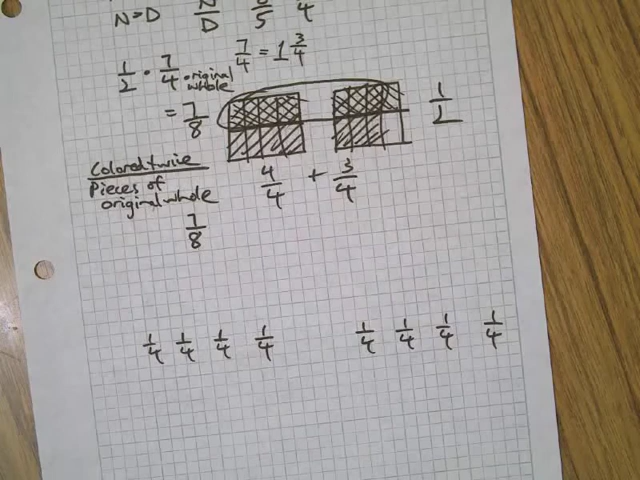 N=D N/D 5 4
7/4 = 1 3/4
1/2 · 7/4 · original whole
= 7/8
1/2
Colored twice
Pieces of
original whole
4/4 + 3/4
7/8
1/4 1/4 1/4 1/4 1/4 1/4 1/4 1/4